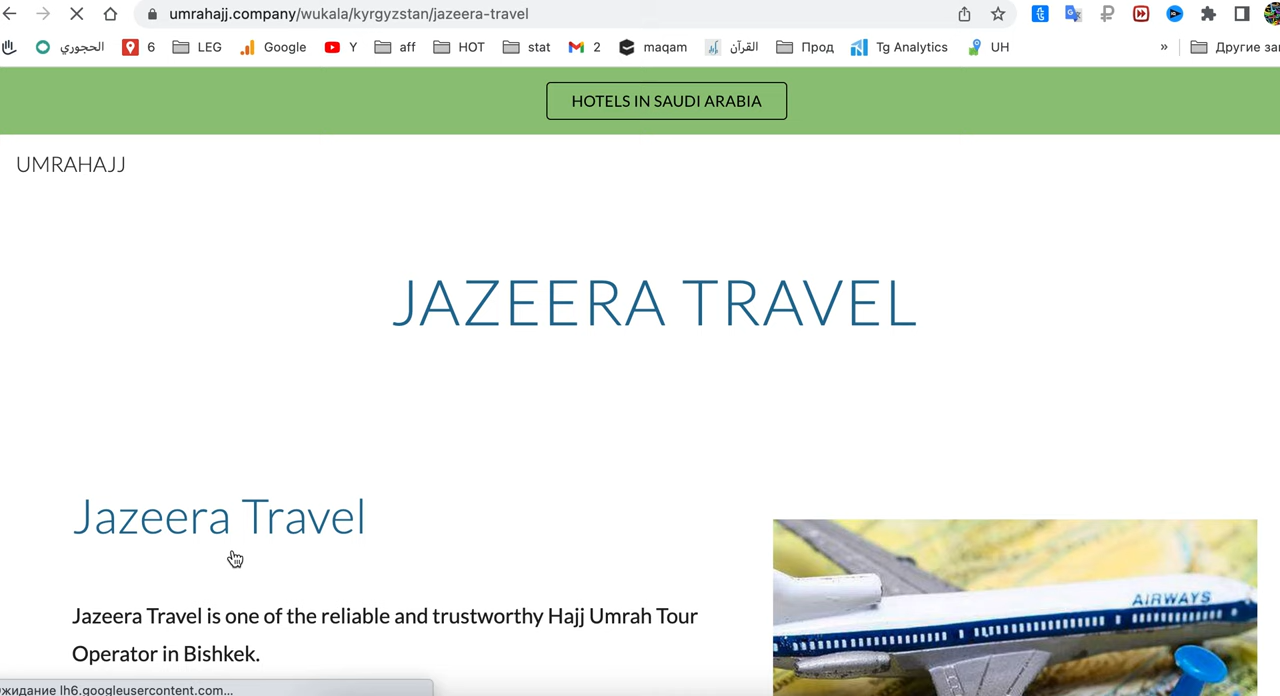 umrahajj.company/wukala/kyrgyzstan/jazeera-travel
الحجوري 6 LEG Google Y aff HOT stat 2 maqam القرآن Прод Tg Analytics UH » Другие за
HOTELS IN SAUDI ARABIA
UMRAHAJJ
JAZEERA TRAVEL
Jazeera Travel
AIRWAYS
Jazeera Travel is one of the reliable and trustworthy Hajj Umrah Tour
Operator in Bishkek.
жидание lh6.googleusercontent.com...